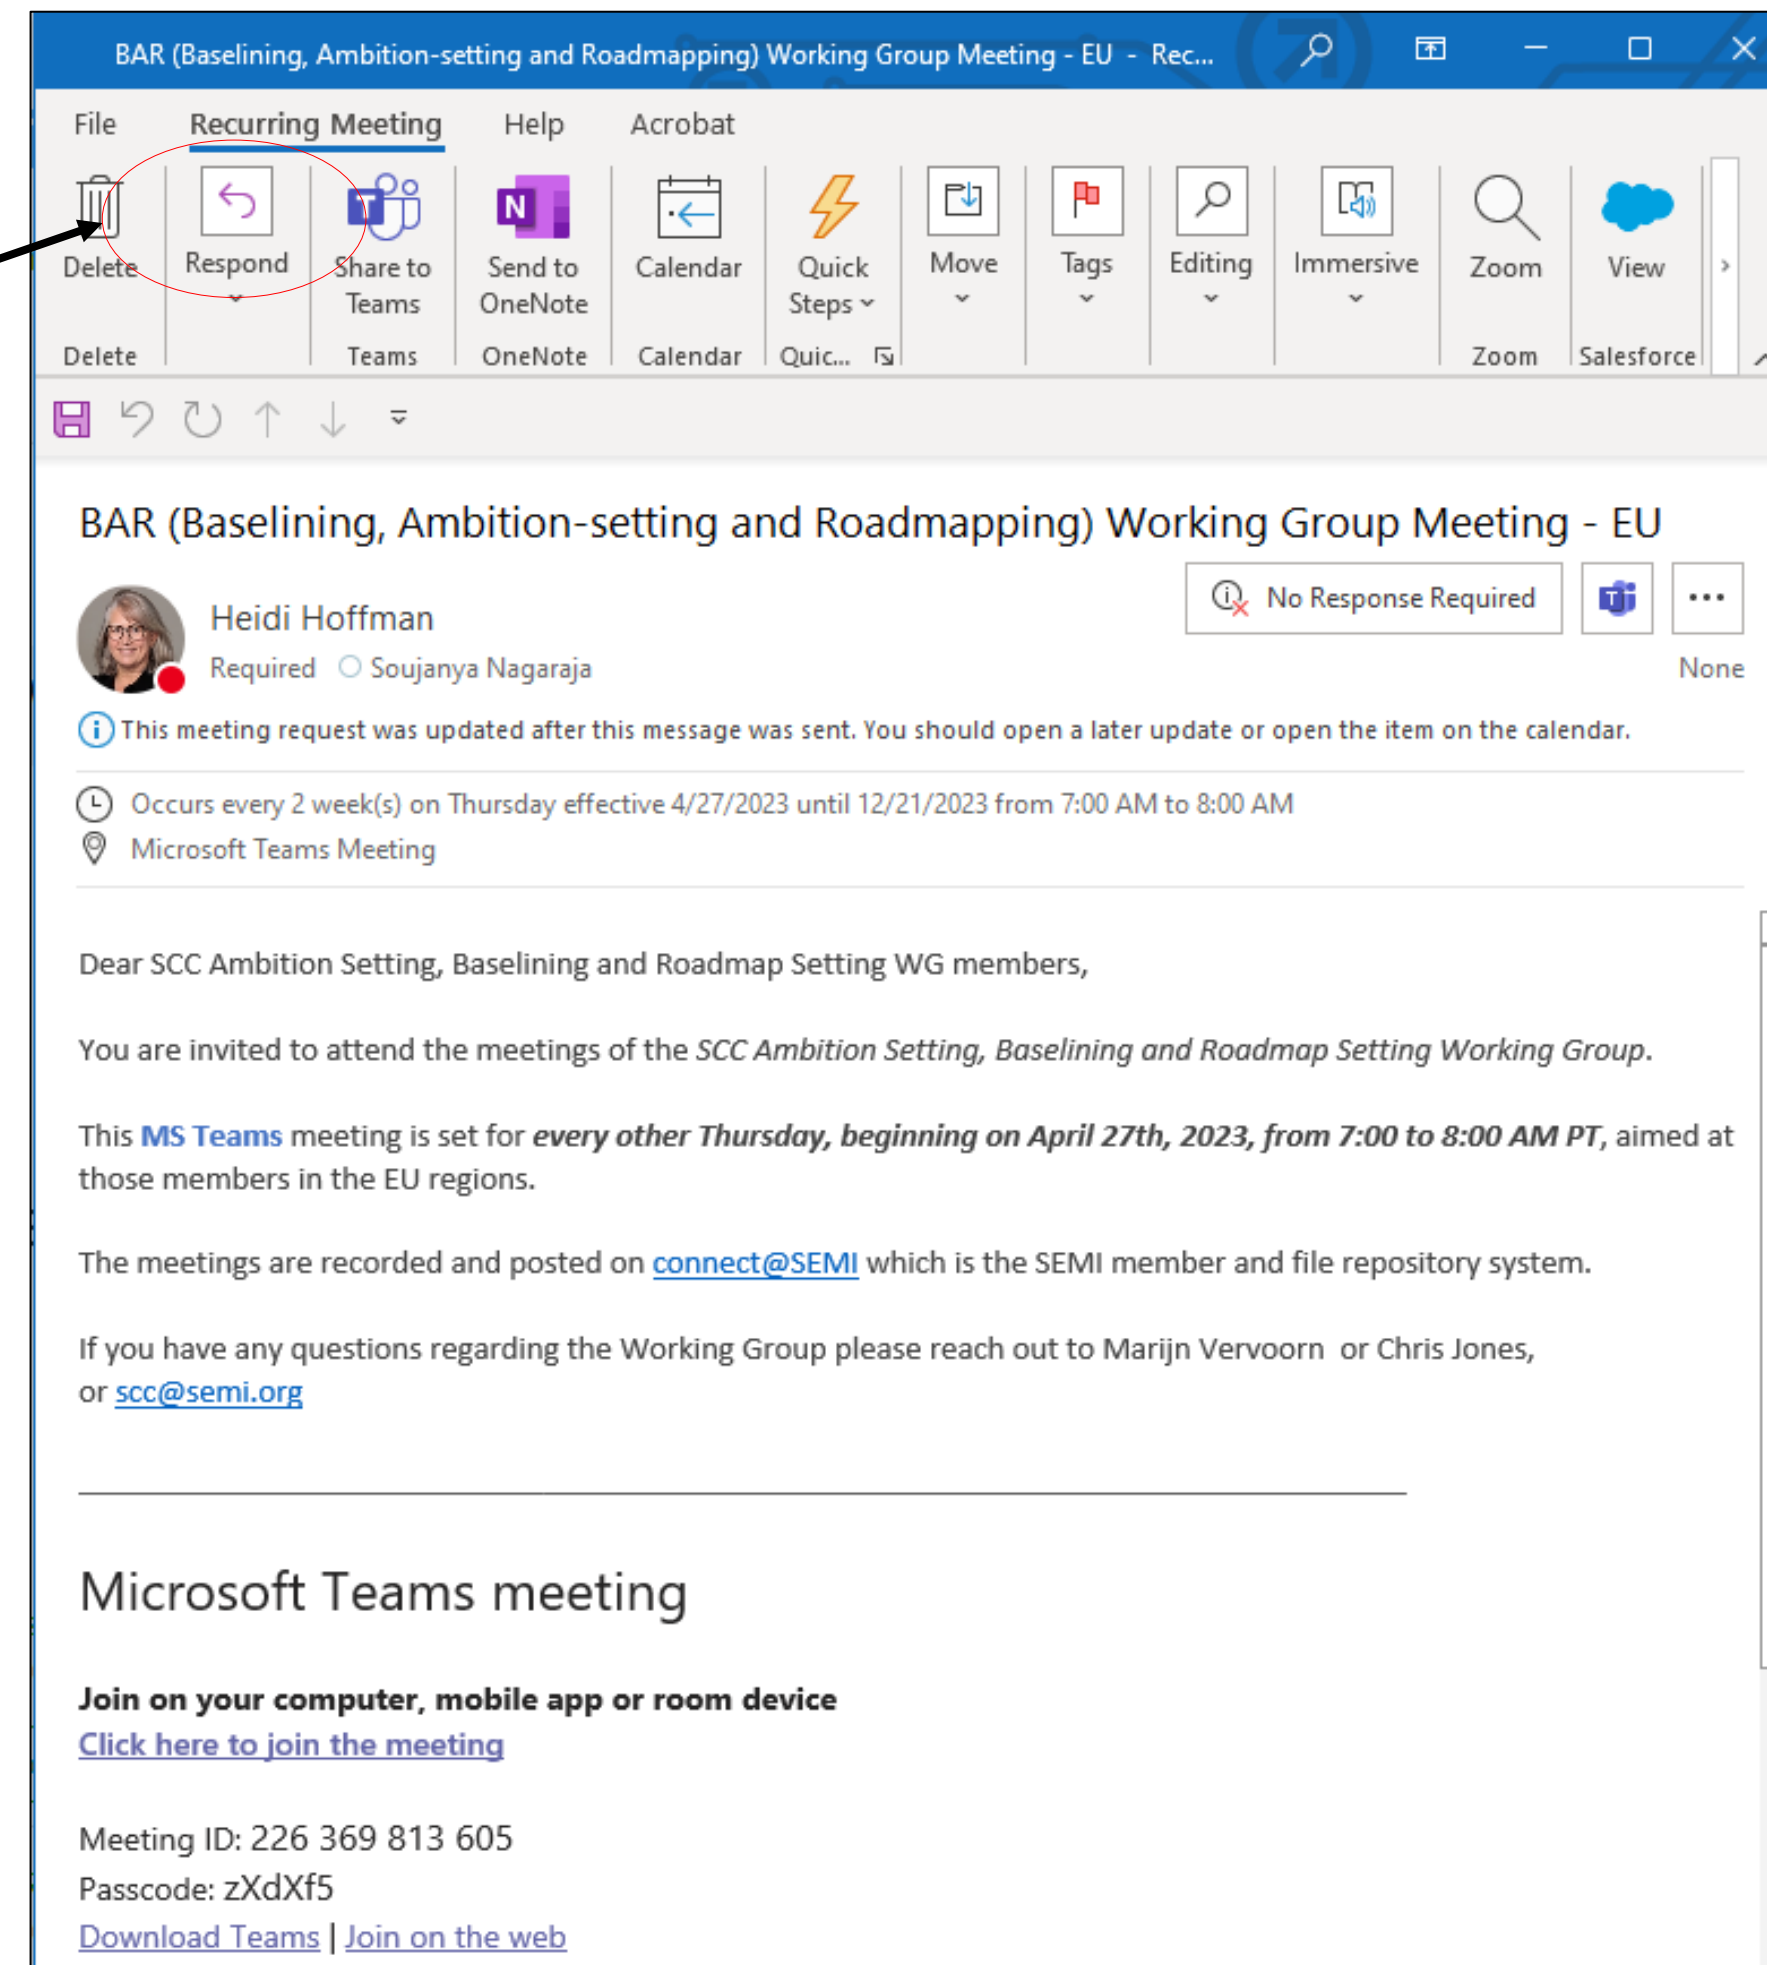 BAR (Baselining, Ambition-setting and Roadmapping) Working Group Meeting - EU - Rec...
File Recurring Meeting Help Acrobat
Delete Respond Share to Teams Send to OneNote Calendar Quick Steps Move Tags Editing Immersive Zoom View
Delete Teams OneNote Calendar Quic... Zoom Salesforce
BAR (Baselining, Ambition-setting and Roadmapping) Working Group Meeting - EU
Heidi Hoffman
No Response Required
Required Soujanya Nagaraja
None
This meeting request was updated after this message was sent. You should open a later update or open the item on the calendar.
Occurs every 2 week(s) on Thursday effective 4/27/2023 until 12/21/2023 from 7:00 AM to 8:00 AM
Microsoft Teams Meeting
Dear SCC Ambition Setting, Baselining and Roadmap Setting WG members,
You are invited to attend the meetings of the SCC Ambition Setting, Baselining and Roadmap Setting Working Group.
This MS Teams meeting is set for every other Thursday, beginning on April 27th, 2023, from 7:00 to 8:00 AM PT, aimed at
those members in the EU regions.
The meetings are recorded and posted on connect@SEMI which is the SEMI member and file repository system.
If you have any questions regarding the Working Group please reach out to Marijn Vervoorn or Chris Jones,
or scc@semi.org
Microsoft Teams meeting
Join on your computer, mobile app or room device
Click here to join the meeting
Meeting ID: 226 369 813 605
Passcode: zXdXf5
Download Teams | Join on the web